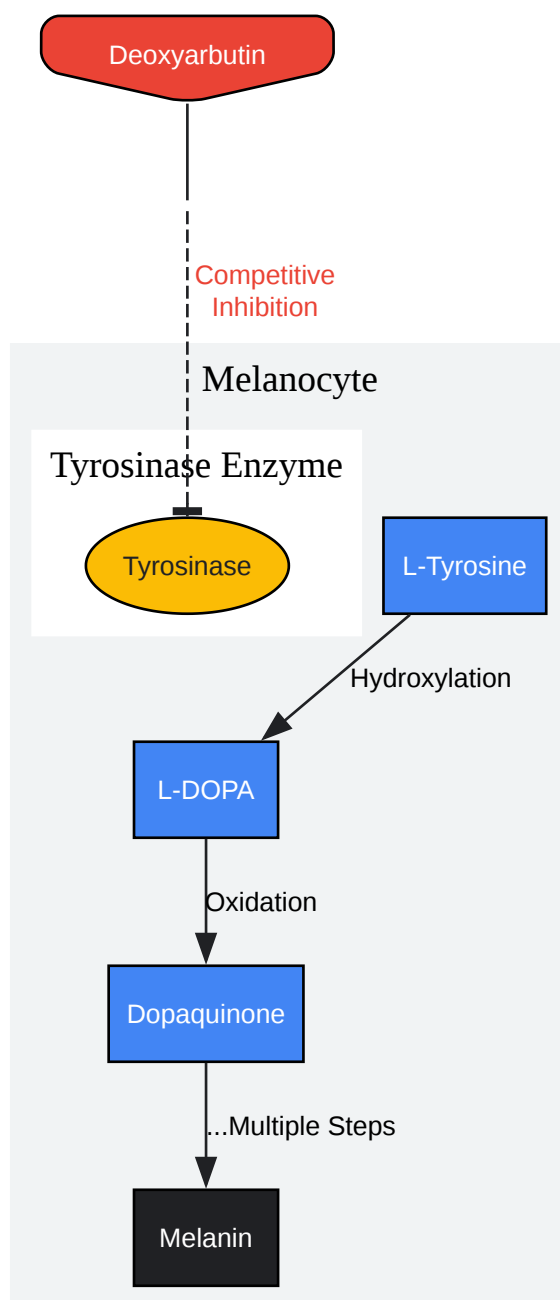 Deoxyarbutin
Competitive
Inhibition
Melanocyte
Tyrosinase Enzyme
Tyrosinase
L-Tyrosine
Hydroxylation
L-DOPA
Oxidation
Dopaquinone
...Multiple Steps
Melanin